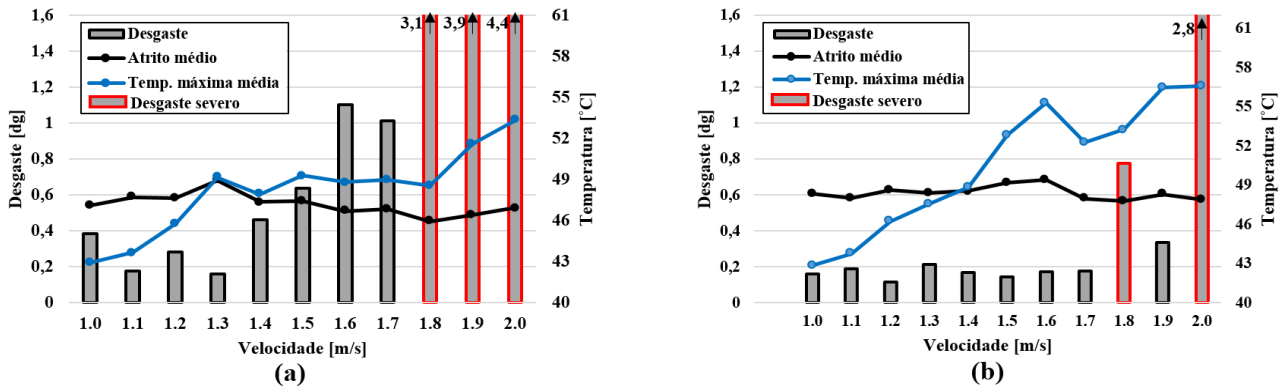 1,6
1,4
1,2
1
0,8
0,6
0,4
0,2
0
Desgaste [dg]
3,1
3,9
4,4
Desgaste
Atrito médio
Temp. máxima média
Desgaste severo
61
58
55
52
49
46
43
40
Temperatura [˚C]
1.0 1.1 1.2 1.3 1.4 1.5 1.6 1.7 1.8 1.9 2.0
Velocidade [m/s]
(a)
1,6
1,4
1,2
1
0,8
0,6
0,4
0,2
0
Desgaste [dg]
2,8
Desgaste
Atrito médio
Temp. máxima média
Desgaste severo
61
58
55
52
49
46
43
40
Temperatura [˚C]
1.0 1.1 1.2 1.3 1.4 1.5 1.6 1.7 1.8 1.9 2.0
Velocidade [m/s]
(b)